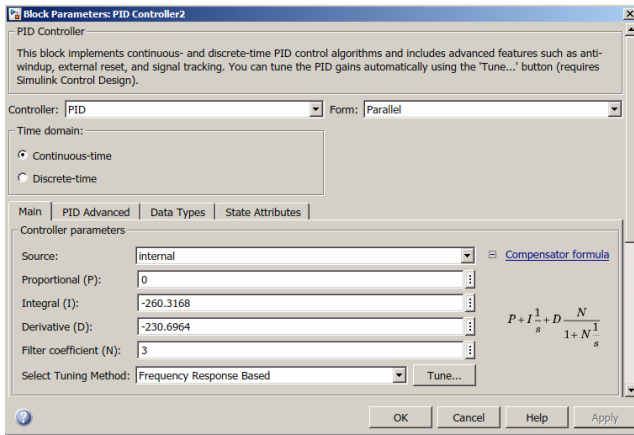 Block Parameters: PID Controller2
PID Controller
This block implements continuous- and discrete-time PID control algorithms and includes advanced features such as anti-
windup, external reset, and signal tracking. You can tune the PID gains automatically using the 'Tune...' button (requires
Simulink Control Design).
Controller: PID Form: Parallel
Time domain:
Continuous-time
Discrete-time
Main PID Advanced Data Types State Attributes
Controller parameters
Source: internal Compensator formula
Proportional (P): 0
Integral (I): -260.3168
Derivative (D): -230.6964
Filter coefficient (N): 3
P + I 1/s + D N/(1 + N 1/s)
Select Tuning Method: Frequency Response Based Tune...
OK Cancel Help Apply